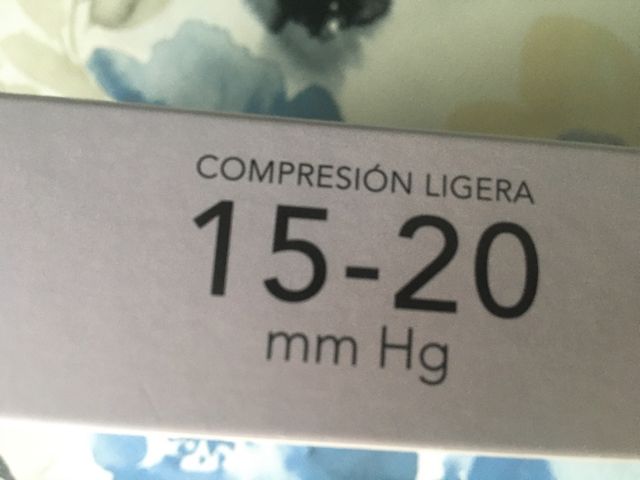 COMPRESIÓN LIGERA
15-20
mm Hg